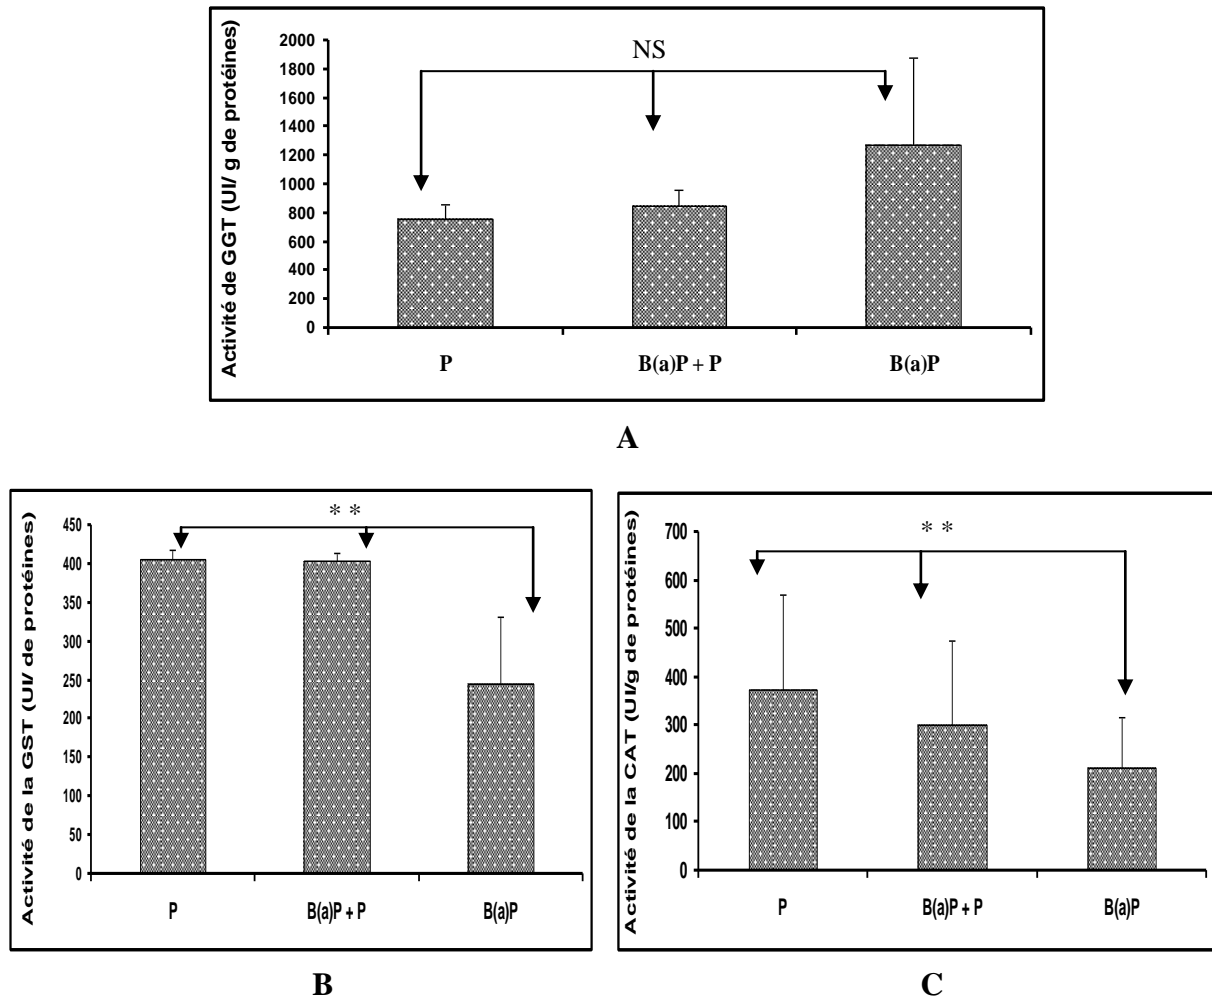 Activité de GGT (UI/ g de protéines)
2000
1800
1600
1400
1200
1000
800
600
400
200
0
NS
P
B(a)P + P
B(a)P
A
Activité de la GST (UI/ de protéines)
450
400
350
300
250
200
150
100
50
0
* *
P
B(a)P + P
B(a)P
B
Activité de la CAT (UI/g de protéines)
700
600
500
400
300
200
100
0
* *
P
B(a)P + P
B(a)P
C